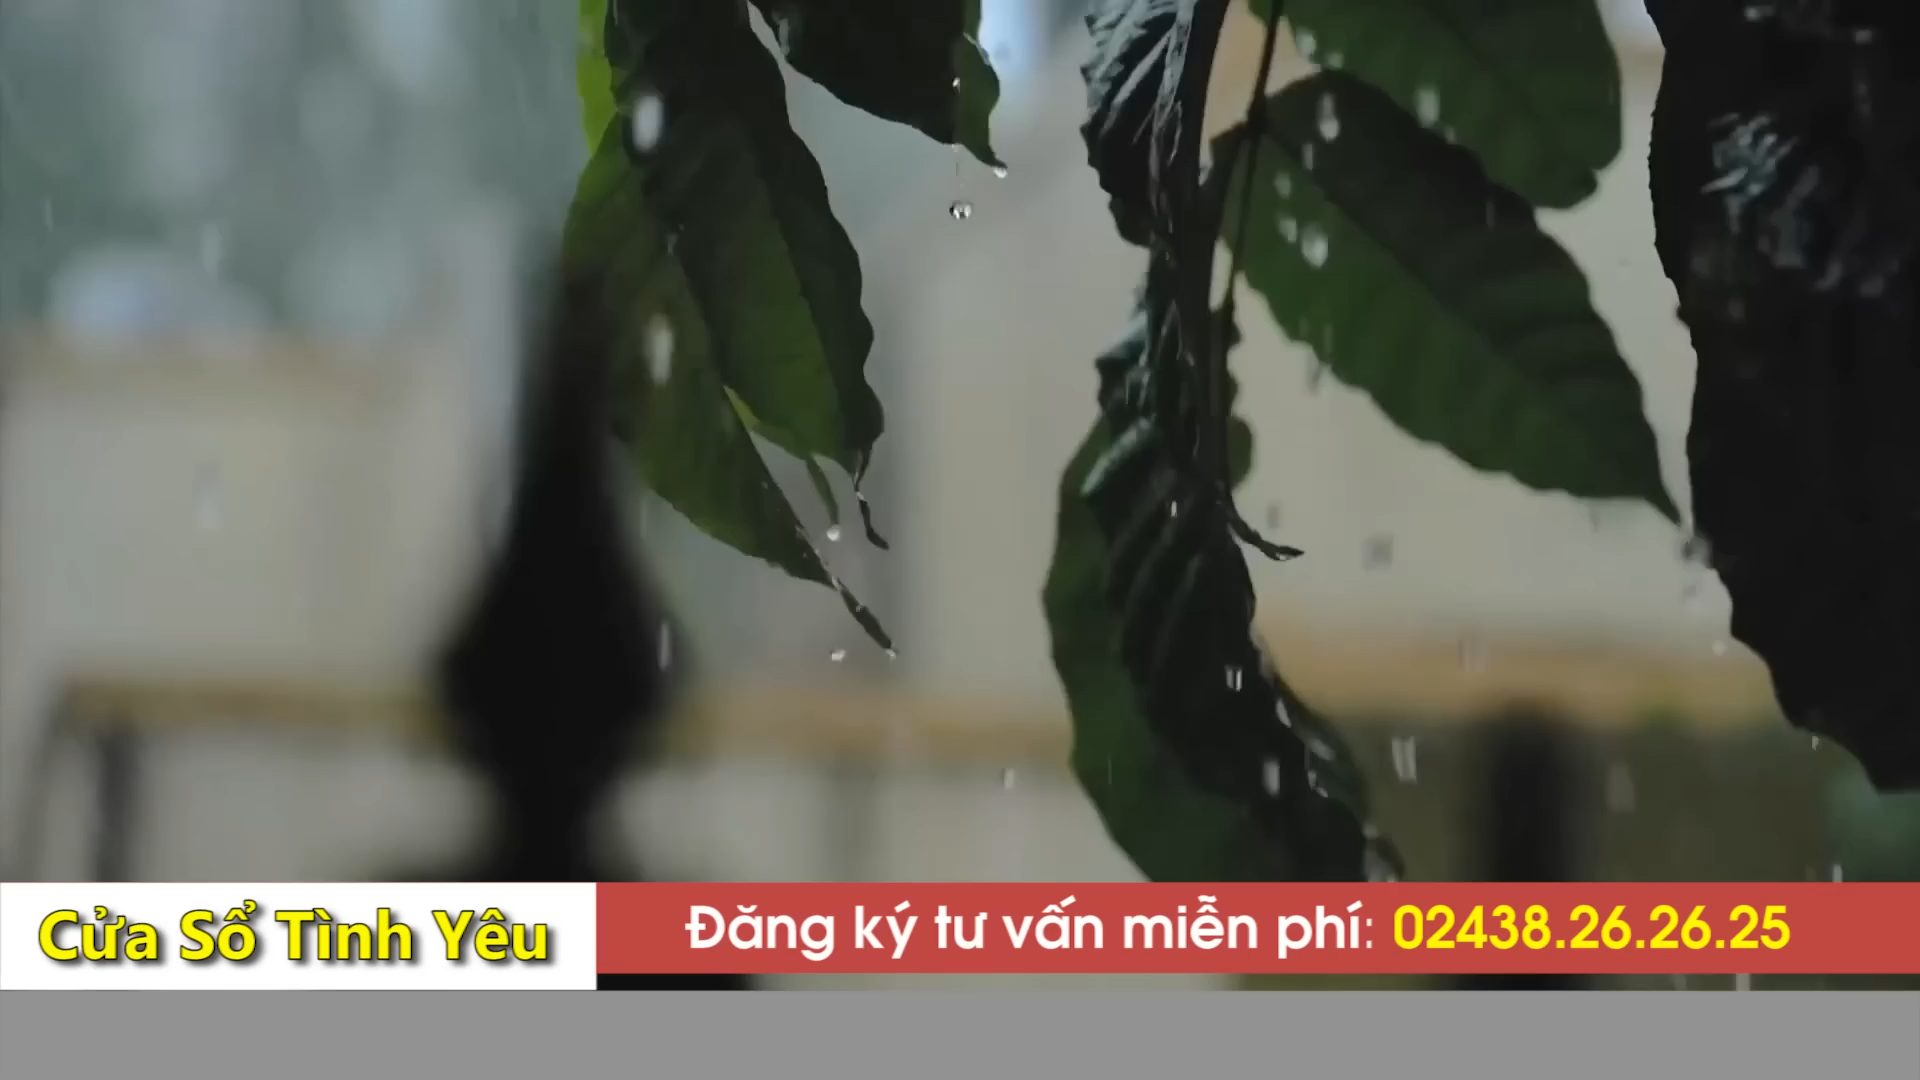 Cửa Sổ Tình Yêu
Đăng ký tư vấn miễn phí: 02438.26.26.25